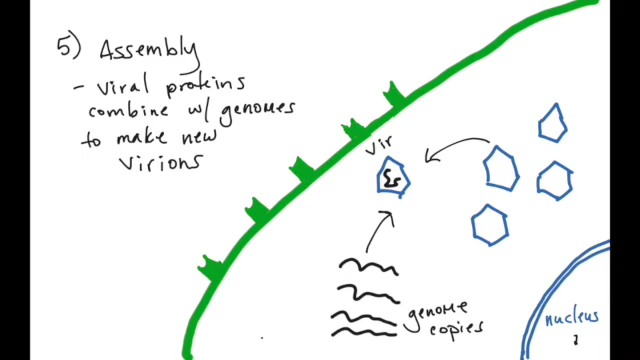 5) Assembly
- Viral proteins
combine w/ genomes
to make new
virions
Vir
genome
copies
nucleus